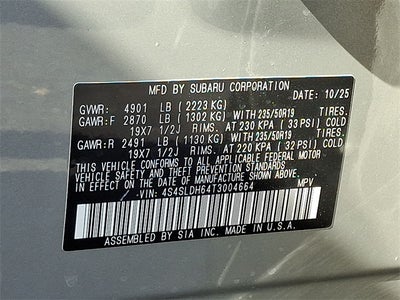 MFD BY SUBARU CORPORATION
DATE: 10/25
GVWR: 4901 LB (2223 KG)
GAWR:F 2870 LB (1302 KG) WITH 235/50R19 TIRES.
19X7 1/2J RIMS. AT 230 KPA (33 PSI) COLD
GAWR:R 2491 LB (1130 KG) WITH 235/50R19 TIRES.
19X7 1/2J RIMS. AT 220 KPA (32 PSI) COLD
THIS VEHICLE CONFORMS TO ALL APPLICABLE FEDERAL MOTOR
VEHICLE SAFETY AND THEFT PREVENTION STANDARDS IN EFFECT
ON THE DATE OF MANUFACTURE SHOWN ABOVE.
VIN: 4S4SLDH64T3004664 MPV
ASSEMBLED BY SIA INC. MADE IN U.S.A.